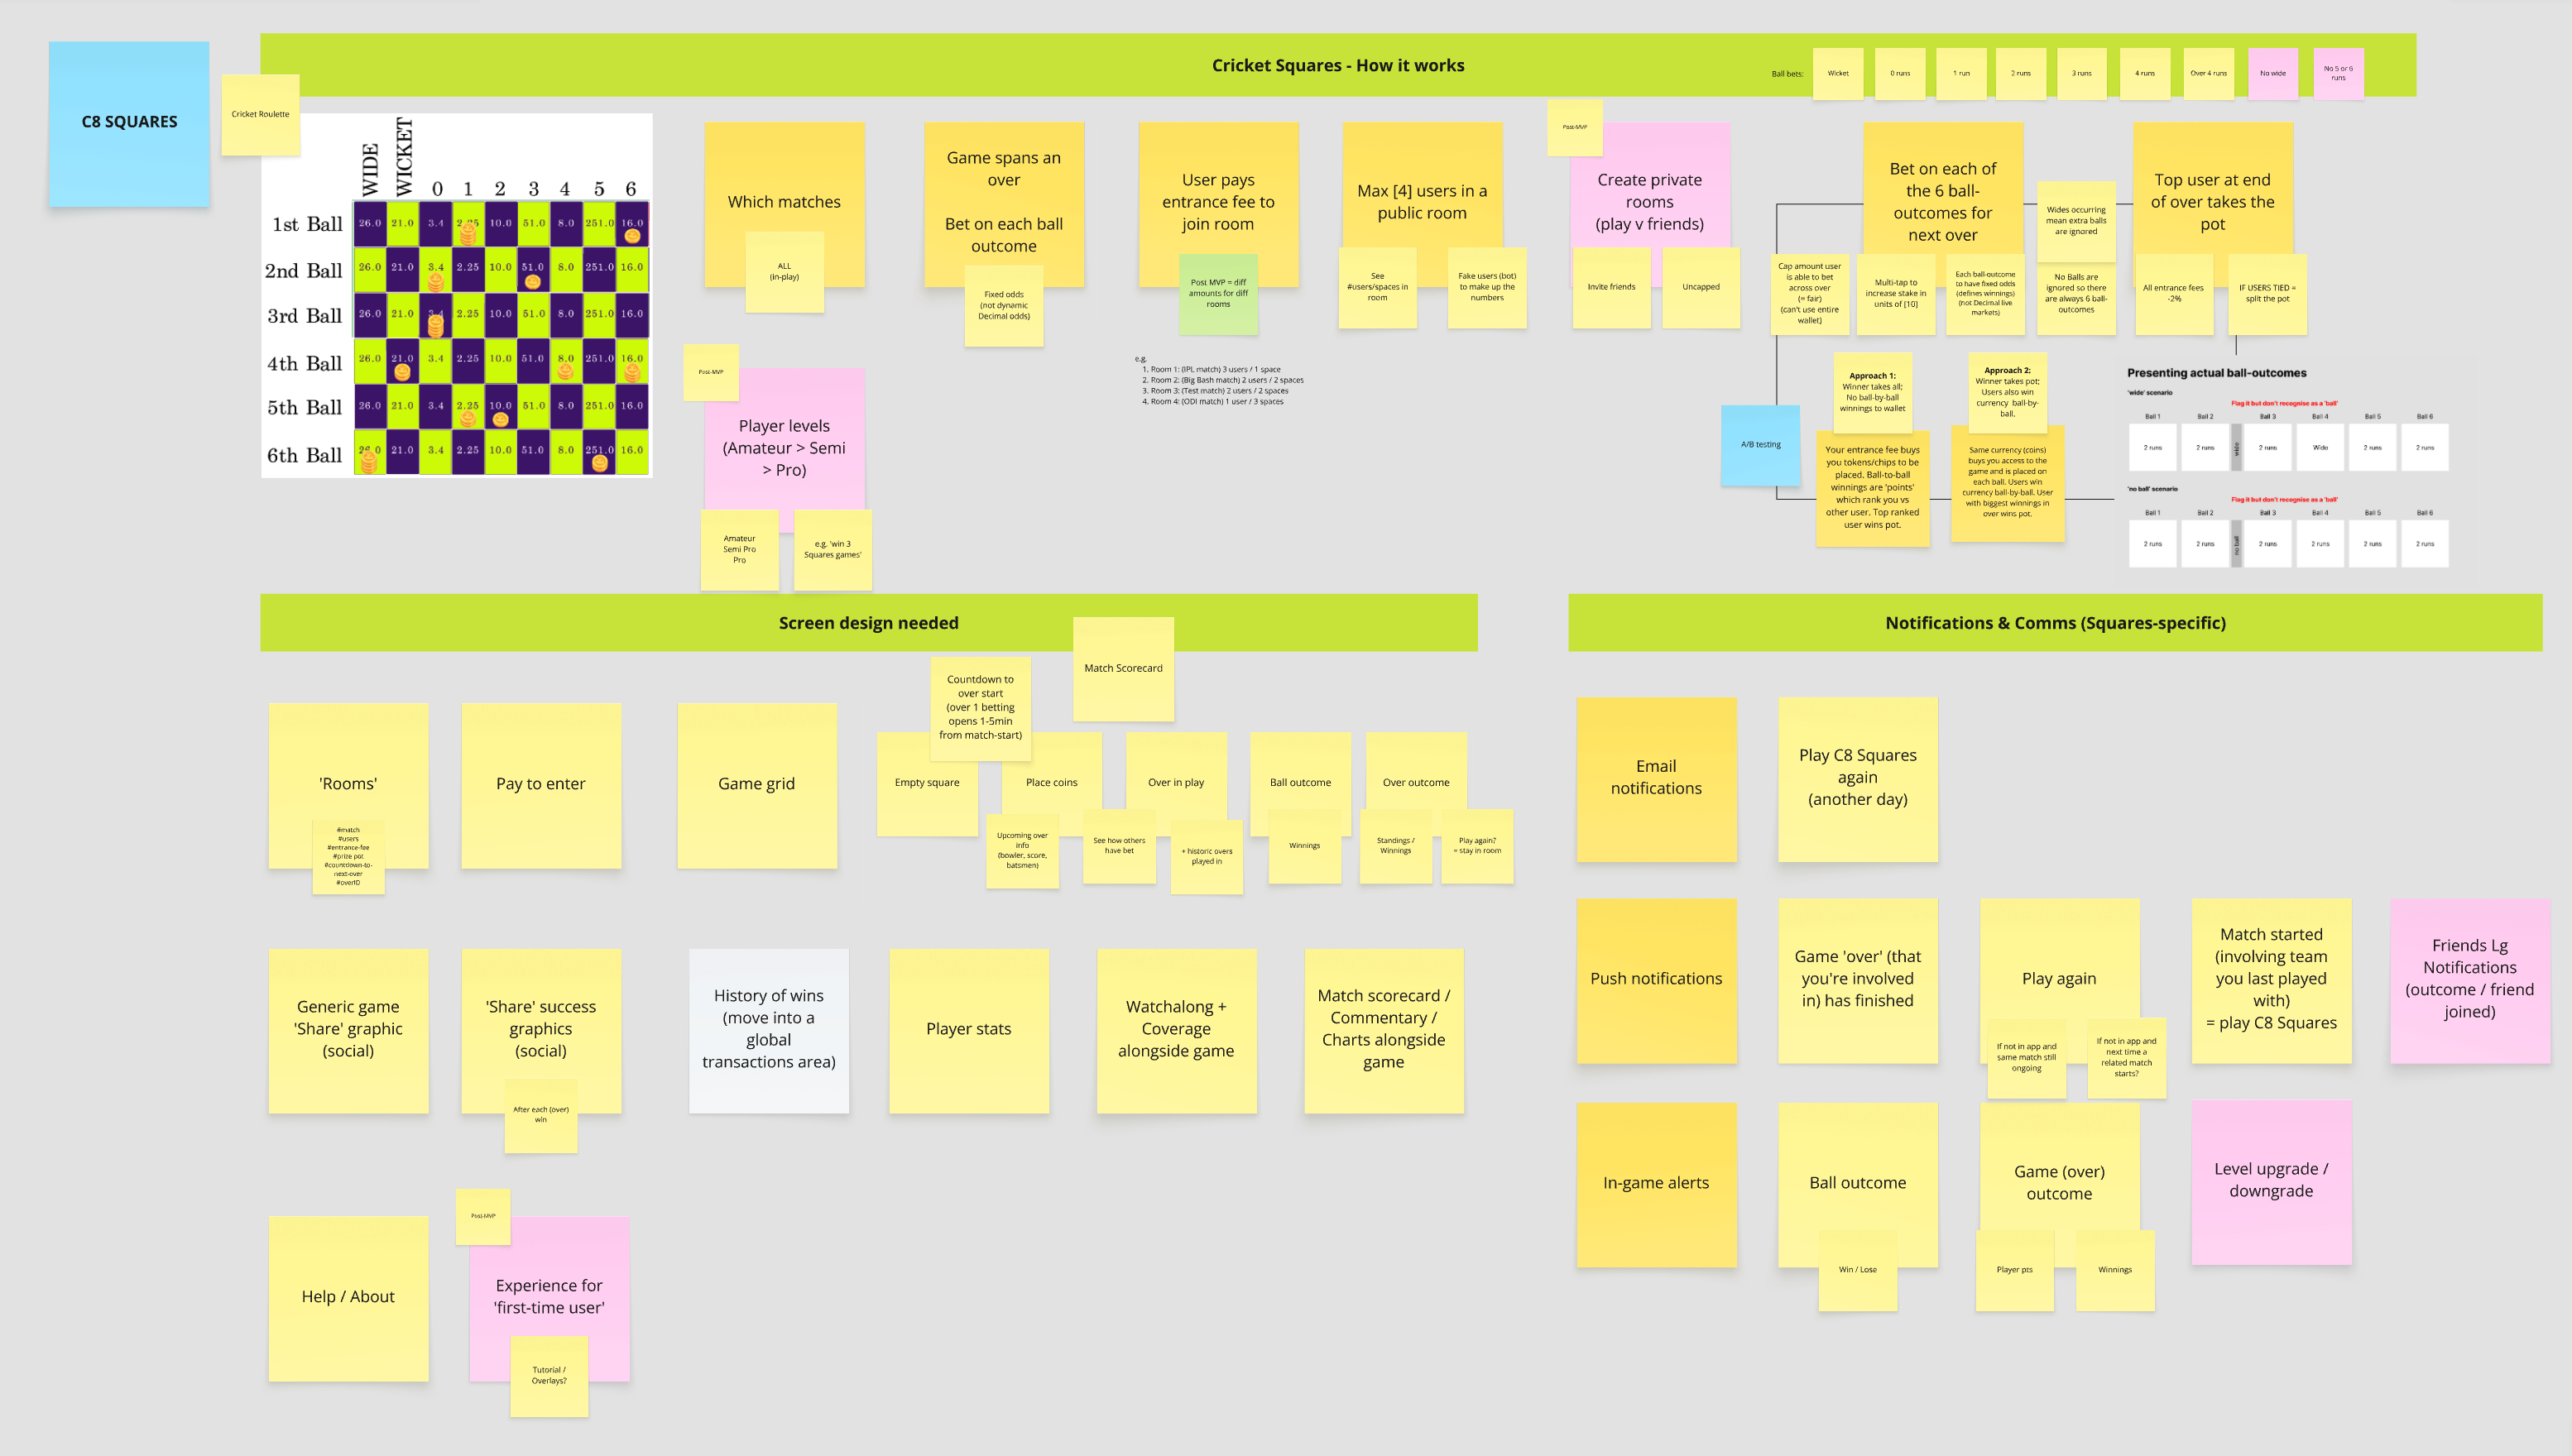 C8 SQUARES
Cricket Roulette
Cricket Squares - How it works
Ball bets:
Wicket
0 runs
1 run
2 runs
3 runs
4 runs
Over 4 runs
No wide
No 5 or 6
runs
WIDE
WICKET
0 1 2 3 4 5 6
1st Ball 26.0 21.0 3.4 2.25 10.0 51.0 8.0 251.0 16.0
2nd Ball 26.0 21.0 3.4 2.25 10.0 51.0 8.0 251.0 16.0
3rd Ball 26.0 21.0 3.4 2.25 10.0 51.0 8.0 251.0 16.0
4th Ball 26.0 21.0 3.4 2.25 10.0 51.0 8.0 251.0 16.0
5th Ball 26.0 21.0 3.4 2.25 10.0 51.0 8.0 251.0 16.0
6th Ball 26.0 21.0 3.4 2.25 10.0 51.0 8.0 251.0 16.0
Which matches
ALL
(in-play)
Game spans an
over
Bet on each ball
outcome
Fixed odds
(not dynamic
Decimal odds)
User pays
entrance fee to
join room
Post MVP = diff
amounts for diff
rooms
e.g.
1. Room 1: (IPL match) 3 users / 1 space
2. Room 2: (Big Bash match) 2 users / 2 spaces
3. Room 3: (Test match) 2 users / 2 spaces
4. Room 4: (ODI match) 1 user / 3 spaces
Max [4] users in a
public room
See
#users/spaces in
room
Fake users (bot)
to make up the
numbers
Post-MVP
Create private
rooms
(play v friends)
Invite friends
Uncapped
Bet on each of
the 6 ball-
outcomes for
next over
Cap amount user
is able to bet
across over
(= fair)
(can't use entire
wallet)
Multi-tap to
increase stake in
units of [10]
Each ball-outcome
to have fixed odds
(defines winnings)
(not Decimal live
markets)
Wides occurring
mean extra balls
are ignored
No Balls are
ignored so there
are always 6 ball-
outcomes
Top user at end
of over takes the
pot
All entrance fees
-2%
IF USERS TIED =
split the pot
Post-MVP
Player levels
(Amateur > Semi
> Pro)
Amateur
Semi Pro
Pro
e.g. 'win 3
Squares games'
A/B testing
Approach 1:
Winner takes all;
No ball-by-ball
winnings to wallet
Your entrance fee buys
you tokens/chips to be
placed. Ball-to-ball
winnings are 'points'
which rank you vs
other user. Top ranked
user wins pot.
Approach 2:
Winner takes pot;
Users also win
currency ball-by-
ball.
Same currency (coins)
buys you access to the
game and is placed on
each ball. Users win
currency ball-by-ball. User
with biggest winnings in
over wins pot.
Presenting actual ball-outcomes
'wide' scenario
Flag it but don't recognise as a 'ball'
Ball 1 Ball 2 Ball 3 Ball 4 Ball 5 Ball 6
2 runs 2 runs wide 2 runs Wide 2 runs 2 runs
'no ball' scenario
Flag it but don't recognise as a 'ball'
Ball 1 Ball 2 Ball 3 Ball 4 Ball 5 Ball 6
2 runs 2 runs no ball 2 runs 2 runs 2 runs 2 runs
Screen design needed
Match Scorecard
Countdown to
over start
(over 1 betting
opens 1-5min
from match-start)
'Rooms'
#match
#users
#entrance-fee
#prize pot
#countdown-to-
next-over
#overID
Pay to enter
Game grid
Empty square
Place coins
Upcoming over
info
(bowler, score,
batsmen)
See how others
have bet
Over in play
+ historic overs
played in
Ball outcome
Winnings
Over outcome
Standings /
Winnings
Play again?
= stay in room
Generic game
'Share' graphic
(social)
'Share' success
graphics
(social)
After each (over)
win
History of wins
(move into a
global
transactions area)
Player stats
Watchalong +
Coverage
alongside game
Match scorecard /
Commentary /
Charts alongside
game
Help / About
Post-MVP
Experience for
'first-time user'
Tutorial /
Overlays?
Notifications & Comms (Squares-specific)
Email
notifications
Play C8 Squares
again
(another day)
Push notifications
Game 'over' (that
you're involved
in) has finished
Play again
If not in app and
same match still
ongoing
If not in app and
next time a
related match
starts?
Match started
(involving team
you last played
with)
= play C8 Squares
Friends Lg
Notifications
(outcome / friend
joined)
In-game alerts
Ball outcome
Win / Lose
Game (over)
outcome
Player pts
Winnings
Level upgrade /
downgrade